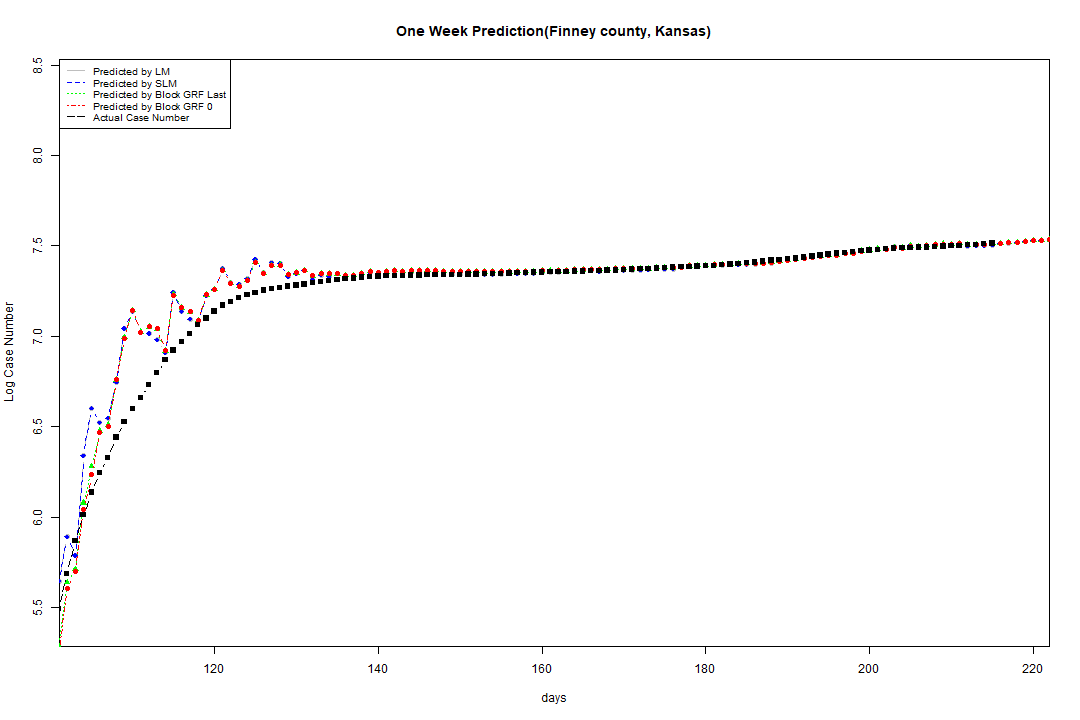 One Week Prediction(Finney county, Kansas)
Predicted by LM
Predicted by SLM
Predicted by Block GRF Last
Predicted by Block GRF 0
Actual Case Number
8.5
8.0
7.5
7.0
6.5
6.0
5.5
Log Case Number
120 140 160 180 200 220
days